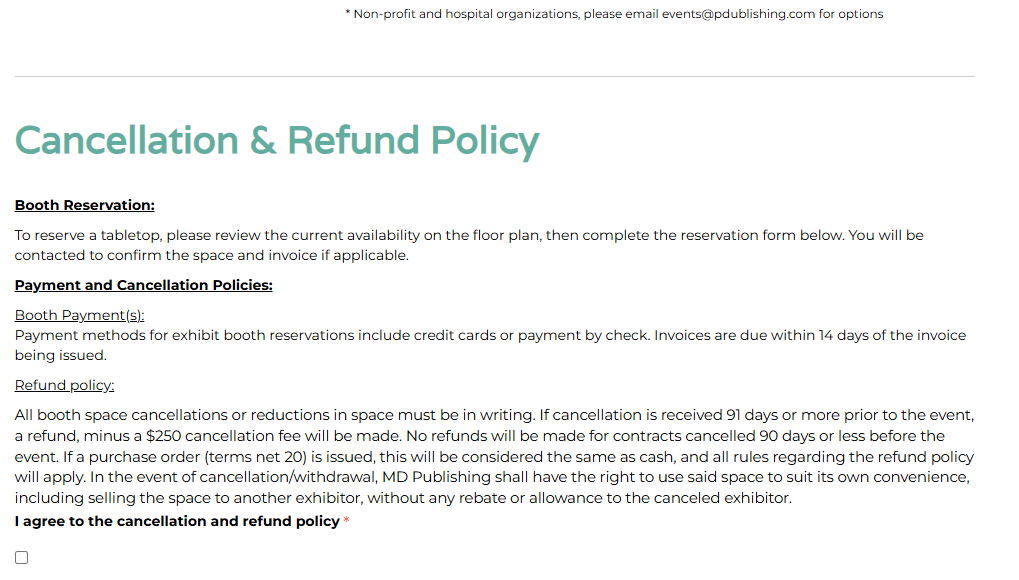 * Non-profit and hospital organizations, please email events@pdublishing.com for options
Cancellation & Refund Policy
Booth Reservation:
To reserve a tabletop, please review the current availability on the floor plan, then complete the reservation form below. You will be
contacted to confirm the space and invoice if applicable.
Payment and Cancellation Policies:
Booth Payment(s):
Payment methods for exhibit booth reservations include credit cards or payment by check. Invoices are due within 14 days of the invoice
being issued.
Refund policy:
All booth space cancellations or reductions in space must be in writing. If cancellation is received 91 days or more prior to the event,
a refund, minus a $250 cancellation fee will be made. No refunds will be made for contracts cancelled 90 days or less before the
event. If a purchase order (terms net 20) is issued, this will be considered the same as cash, and all rules regarding the refund policy
will apply. In the event of cancellation/withdrawal, MD Publishing shall have the right to use said space to suit its own convenience,
including selling the space to another exhibitor, without any rebate or allowance to the canceled exhibitor.
I agree to the cancellation and refund policy *